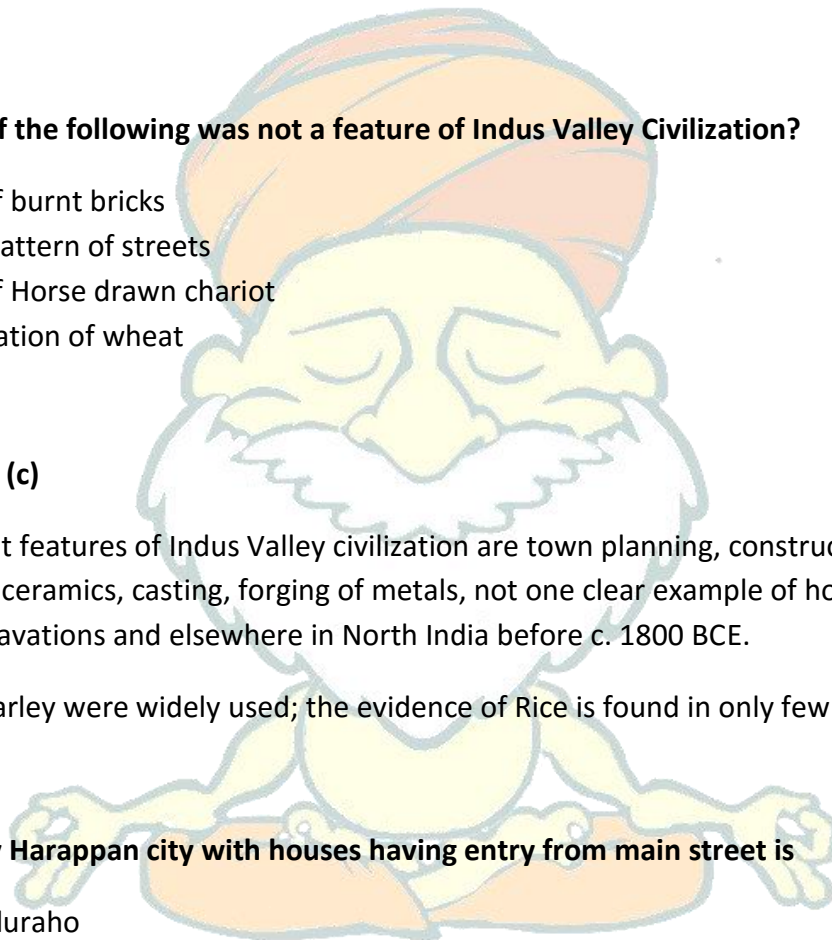 f the following was not a feature of Indus Valley Civilization?
f burnt bricks
attern of streets
f Horse drawn chariot
ation of wheat
(c)
t features of Indus Valley civilization are town planning, construc
ceramics, casting, forging of metals, not one clear example of ho
avations and elsewhere in North India before c. 1800 BCE.
arley were widely used; the evidence of Rice is found in only few
y Harappan city with houses having entry from main street is
luraho